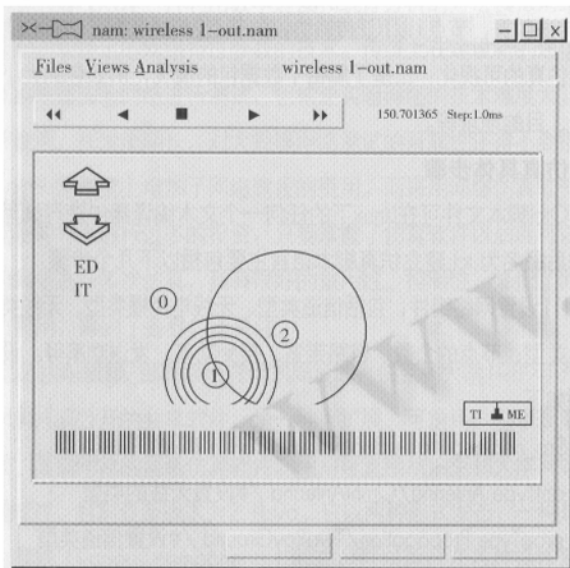 nam: wireless 1-out.nam
Files Views Analysis wireless 1-out.nam
150.701365 Step:1.0ms
ED
IT
0
2
1
TI ME
www.